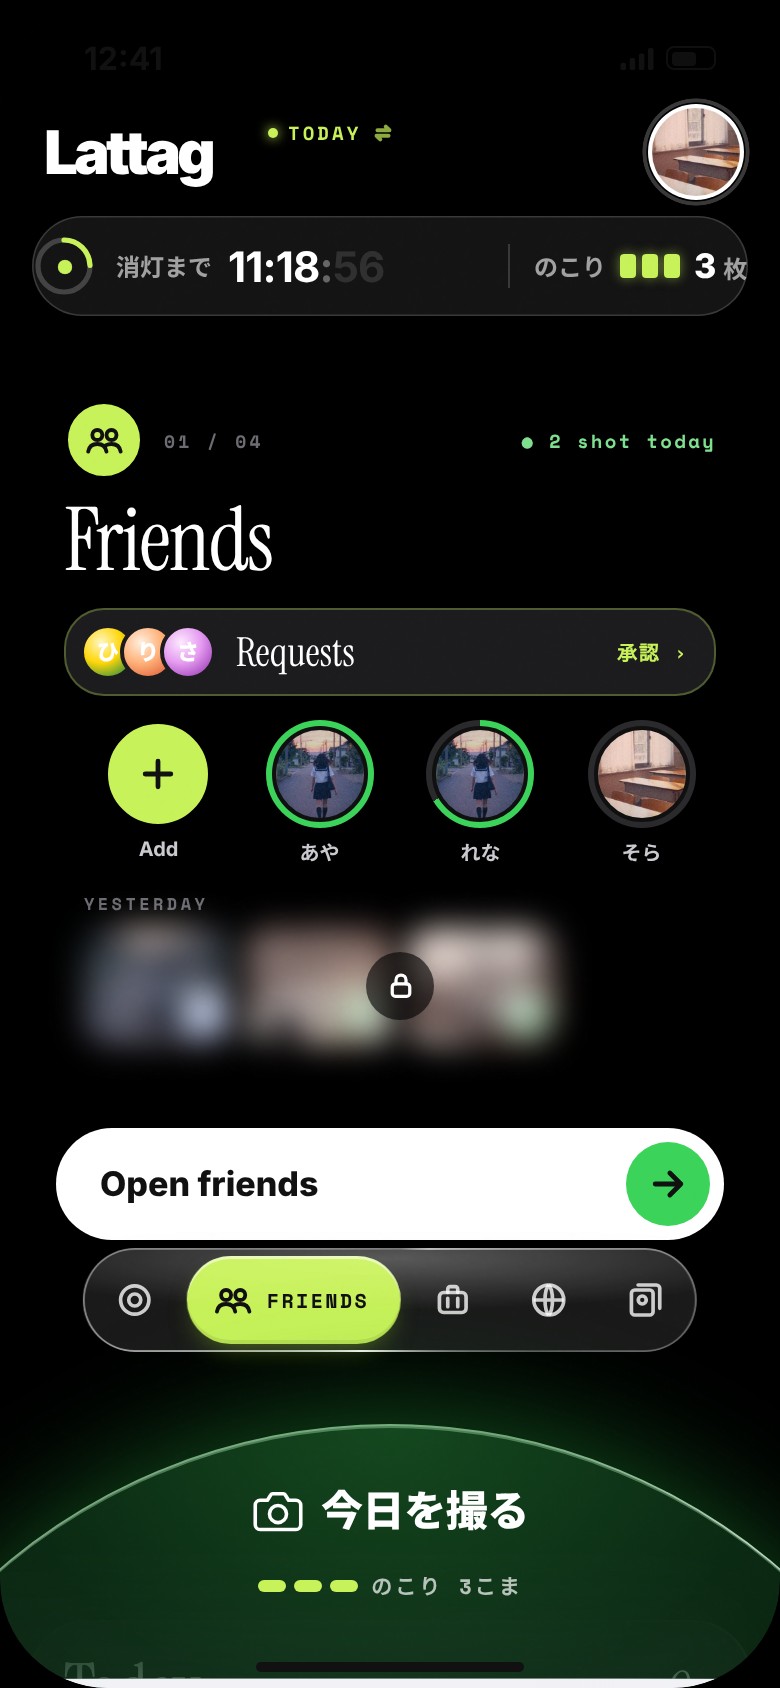 12:41
Lattag
TODAY
消灯まで 11:18:56 のこり 3 枚
01 / 04
2 shot today
Friends
ひ り さ Requests 承認 ›
Add あや れな そら
YESTERDAY
Open friends
FRIENDS
今日を撮る
のこり 3こま
Today 0